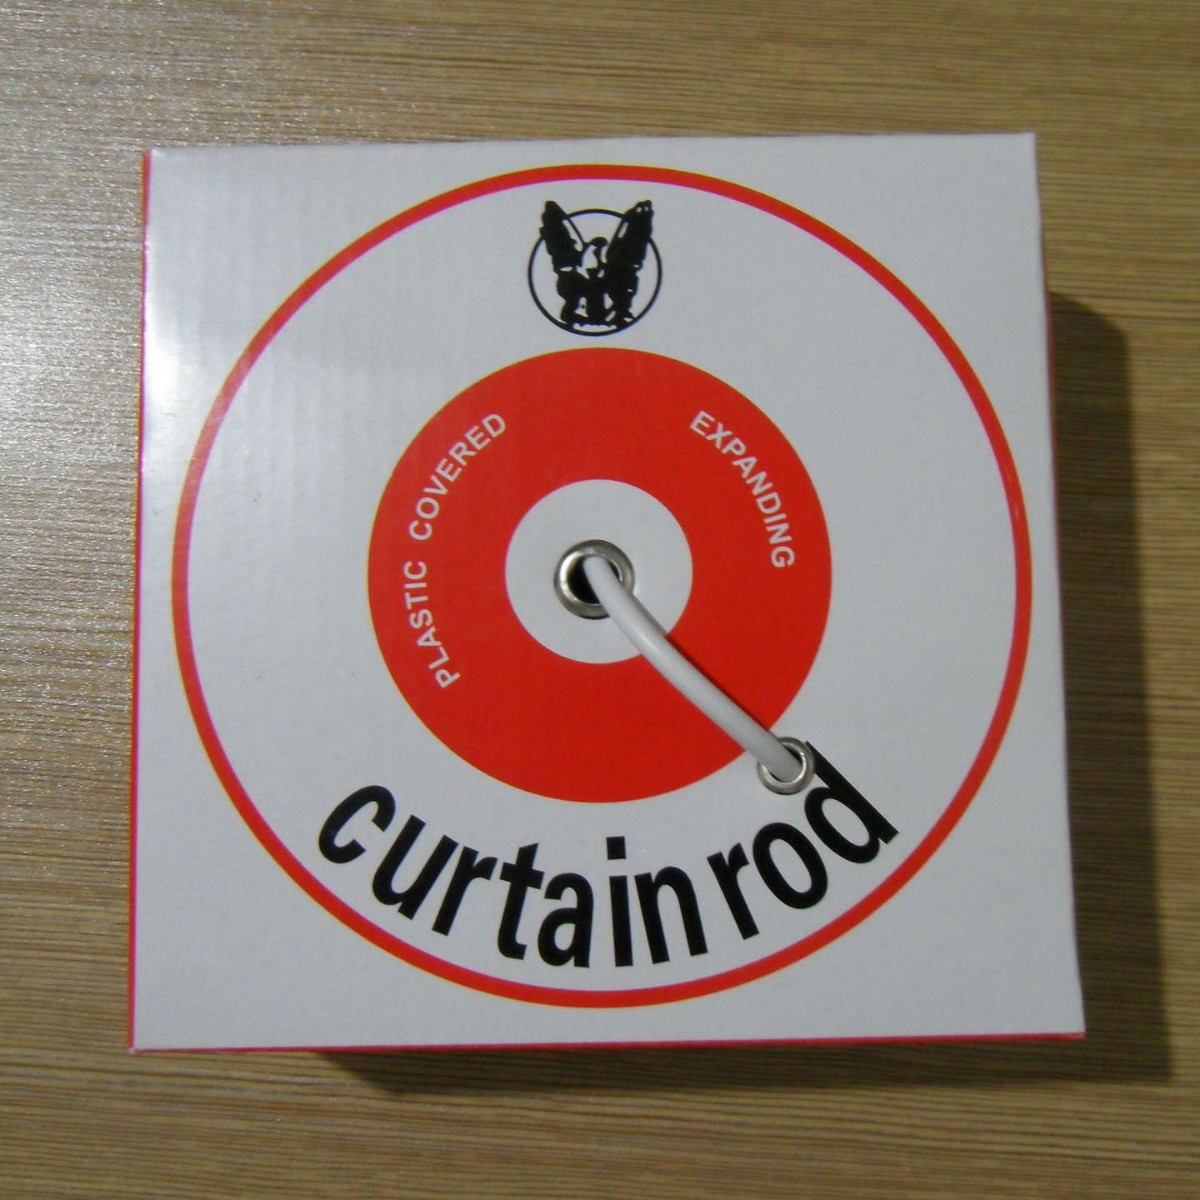 PLASTIC COVERED
EXPANDING
curtain rod